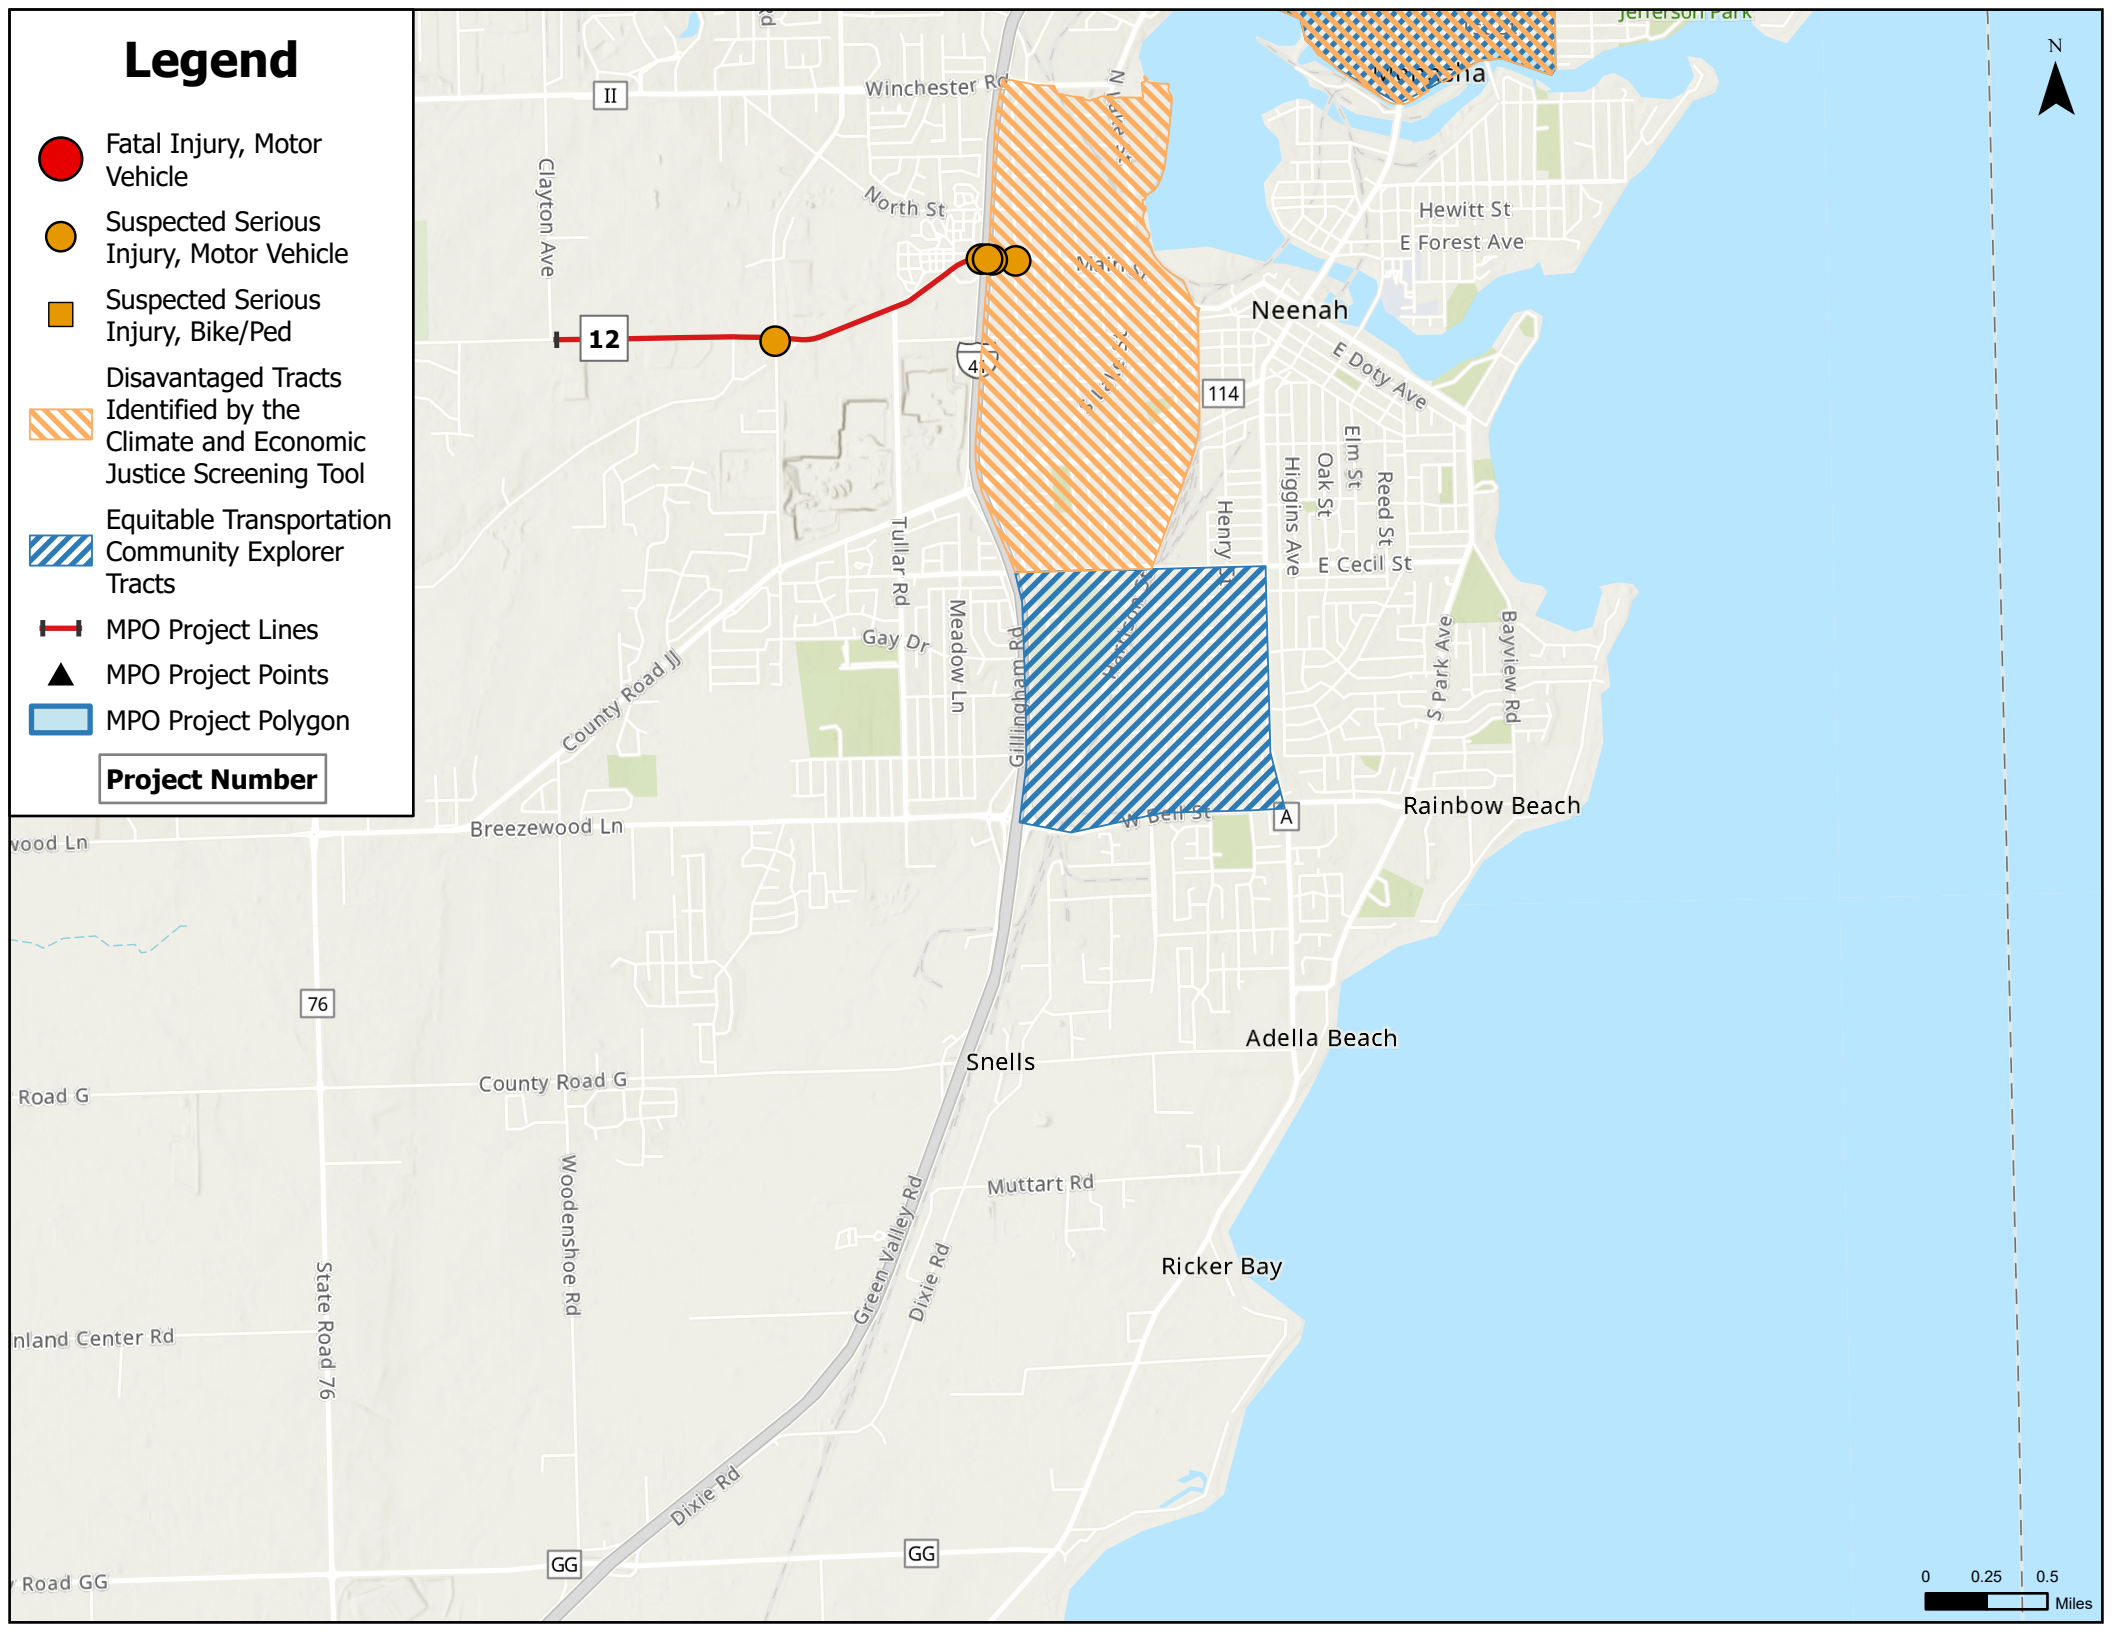 Legend
Fatal Injury, Motor
Vehicle
Suspected Serious
Injury, Motor Vehicle
Suspected Serious
Injury, Bike/Ped
Disavantaged Tracts
Identified by the
Climate and Economic
Justice Screening Tool
Equitable Transportation
Community Explorer
Tracts
MPO Project Lines
MPO Project Points
MPO Project Polygon
Project Number
Rd
Jefferson Park
N
Winchester Rd
II
N Lake St
Clayton Ave
North St
Hewitt St
E Forest Ave
Main St
Neenah
12
41
S Lake St
114
E Doty Ave
Elm St
Oak St
Higgins Ave
Reed St
Henry St
E Cecil St
Tullar Rd
Meadow Ln
Gay Dr
Gillingham Rd
Harrison St
County Road JJ
S Park Ave
Bayview Rd
Rainbow Beach
W Bell St
A
Breezewood Ln
wood Ln
76
Adella Beach
Snells
County Road G
Road G
Woodenshoe Rd
Muttart Rd
Green Valley Rd
Dixie Rd
Ricker Bay
State Road 76
nland Center Rd
Dixie Rd
GG
GG
Road GG
0 0.25 0.5
Miles